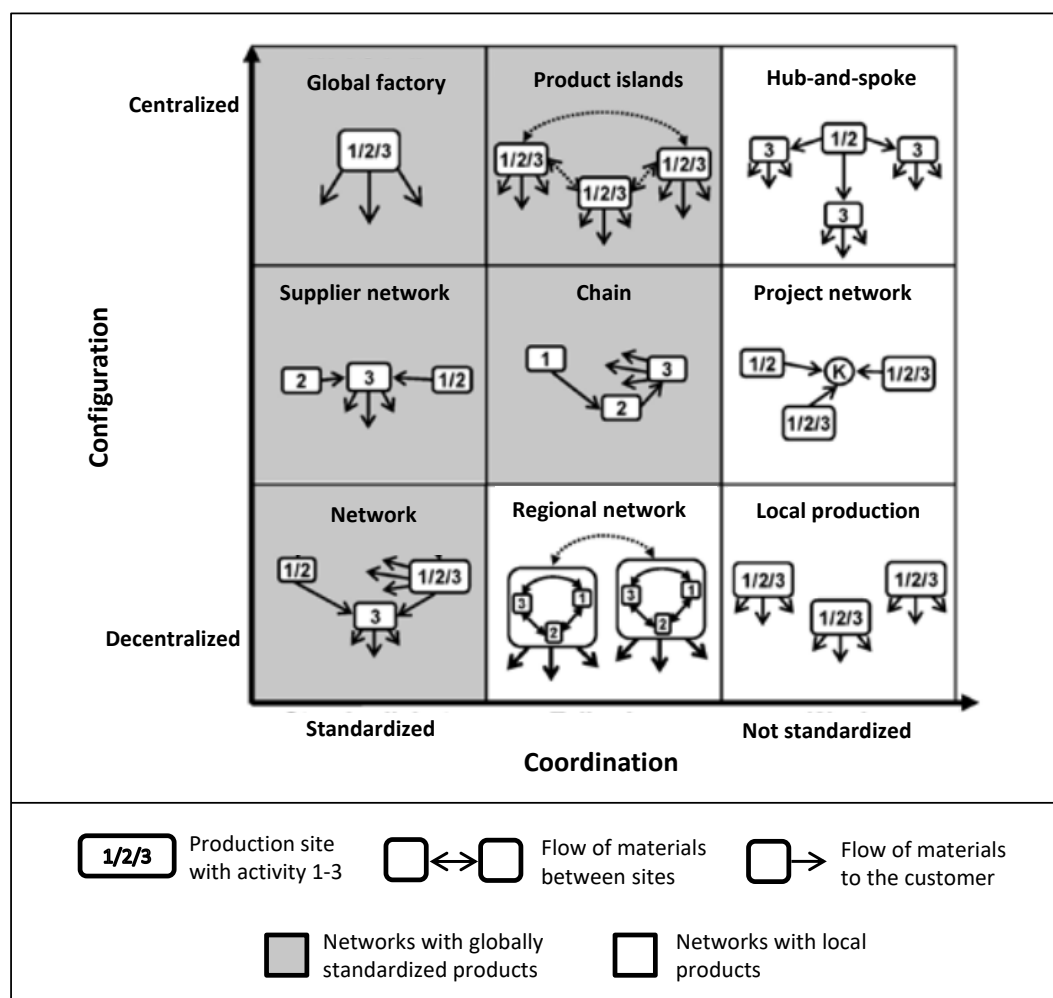 Centralized
Configuration
Decentralized
Global factory
1/2/3
Product islands
1/2/3
1/2/3
1/2/3
Hub-and-spoke
3
1/2
3
3
Supplier network
2
3
1/2
Chain
1
3
2
Project network
1/2
K
1/2/3
1/2/3
Network
1/2
1/2/3
3
Regional network
3
1
2
3
1
2
Local production
1/2/3
1/2/3
1/2/3
Standardized
Not standardized
Coordination
1/2/3
Production site
with activity 1-3
Flow of materials
between sites
Flow of materials
to the customer
Networks with globally
standardized products
Networks with local
products